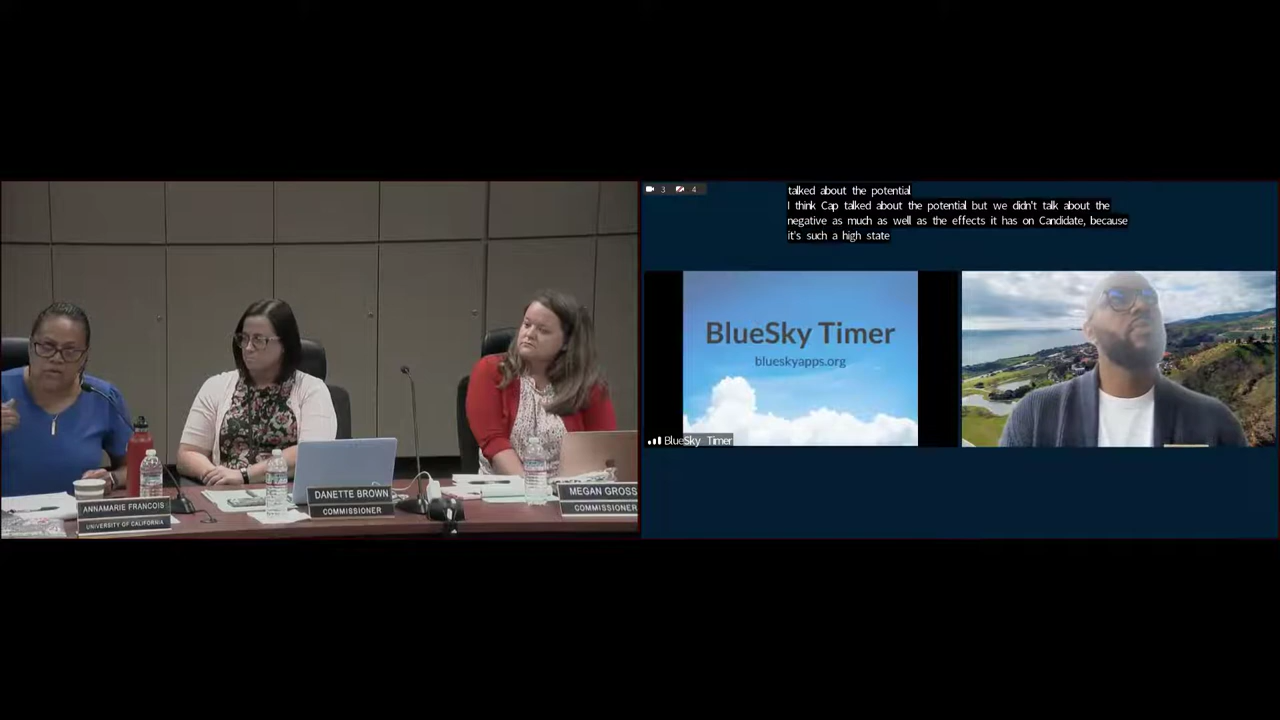 ANNAMARIE FRANCOIS
UNIVERSITY OF CALIFORNIA
DANETTE BROWN
COMMISSIONER
MEGAN GROSS
COMMISSIONER
3 4
talked about the potential
I think Cap talked about the potential but we didn't talk about the
negative as much as well as the effects it has on Candidate, because
it's such a high state
BlueSky Timer
blueskyapps.org
BlueSky Timer